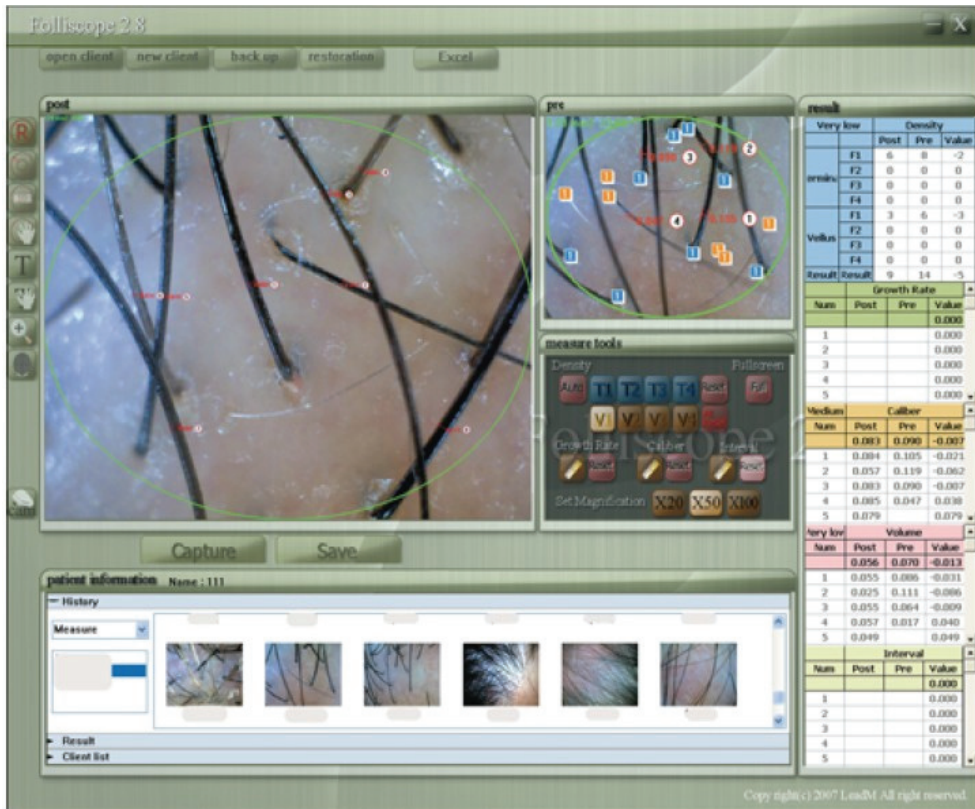 Folliscope 2.8
open client new client back up restoration Excel
post
pre
result
Very low Density
Post Pre Value
F1 6 8 -2
F2 0 0 0
F3 0 0 0
F4 0 0 0
Vellus F1 3 6 -3
F2 0 0 0
F3 0 0 0
F4 0 0 0
Result Result 9 14 -5
Growth Rate
Num Post Pre Value
0.000
1 0.000
2 0.000
3 0.000
4 0.000
5 0.000
Medium Caliber
Num Post Pre Value
0.083 0.090 -0.007
1 0.084 0.105 -0.021
2 0.057 0.119 -0.062
3 0.083 0.090 -0.007
4 0.085 0.047 0.038
5 0.079 0.079
Very low Volume
Num Post Pre Value
0.056 0.070 -0.013
1 0.055 0.086 -0.031
2 0.025 0.111 -0.086
3 0.055 0.064 -0.009
4 0.057 0.017 0.040
5 0.049 0.049
Interval
Num Post Pre Value
0.000
1 0.000
2 0.000
3 0.000
4 0.000
5 0.000
measure tools
Density Fullscreen
Auto T1 T2 T3 T4 Reset Full
V1 V2 V3 V4
Growth Rate Caliber Interval
Reset Reset Reset
Set Magnification X20 X50 X100
Capture Save
patient information Name : 111
History
Measure
Result
Client list
Copy right(c) 2007 LeadM All right reserved.